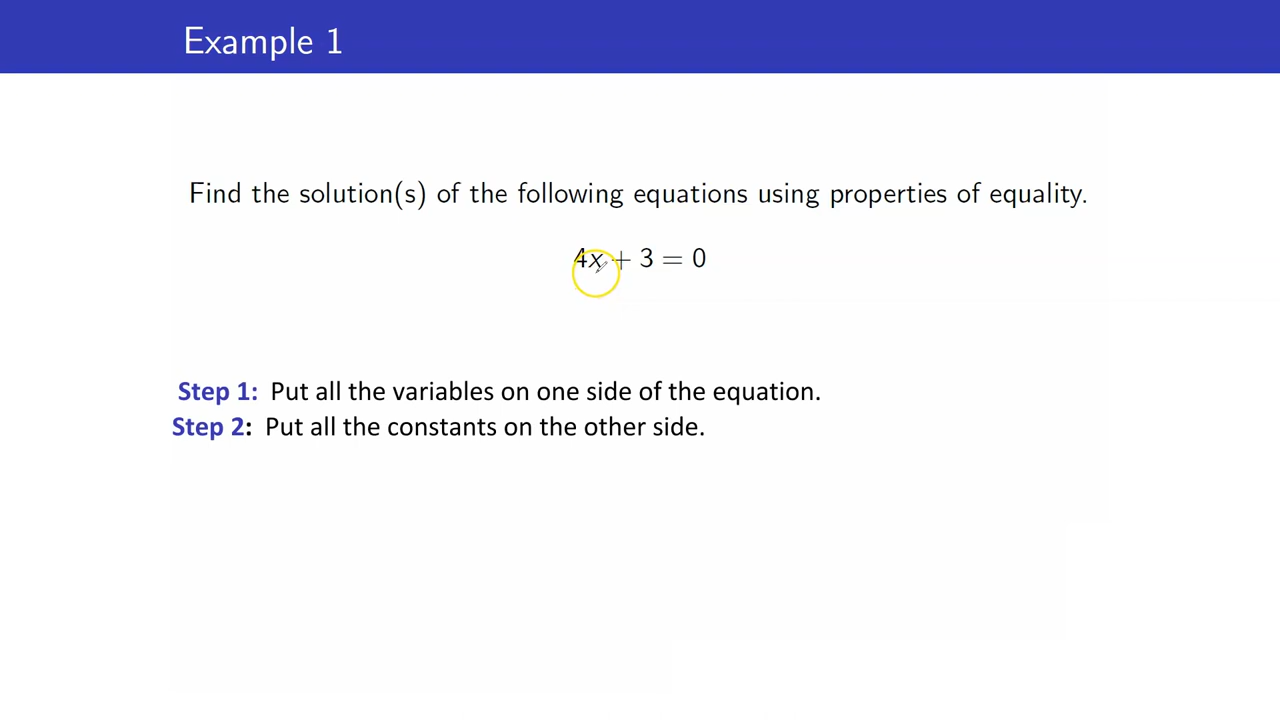 Example 1
Find the solution(s) of the following equations using properties of equality.
4x + 3 = 0
Step 1: Put all the variables on one side of the equation.
Step 2: Put all the constants on the other side.